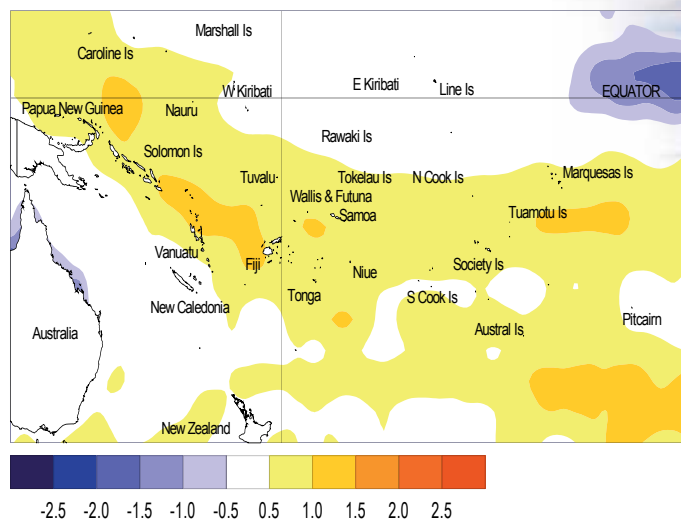 Marshall Is
Caroline Is
W Kiribati
E Kiribati
Line Is
EQUATOR
Papua New Guinea
Nauru
Rawaki Is
Solomon Is
Tuvalu
Tokelau Is
N Cook Is
Marquesas Is
Wallis & Futuna
Samoa
Tuamotu Is
Vanuatu
Fiji
Niue
Society Is
New Caledonia
Tonga
S Cook Is
Australia
Austral Is
Pitcairn
New Zealand
-2.5 -2.0 -1.5 -1.0 -0.5 0.5 1.0 1.5 2.0 2.5